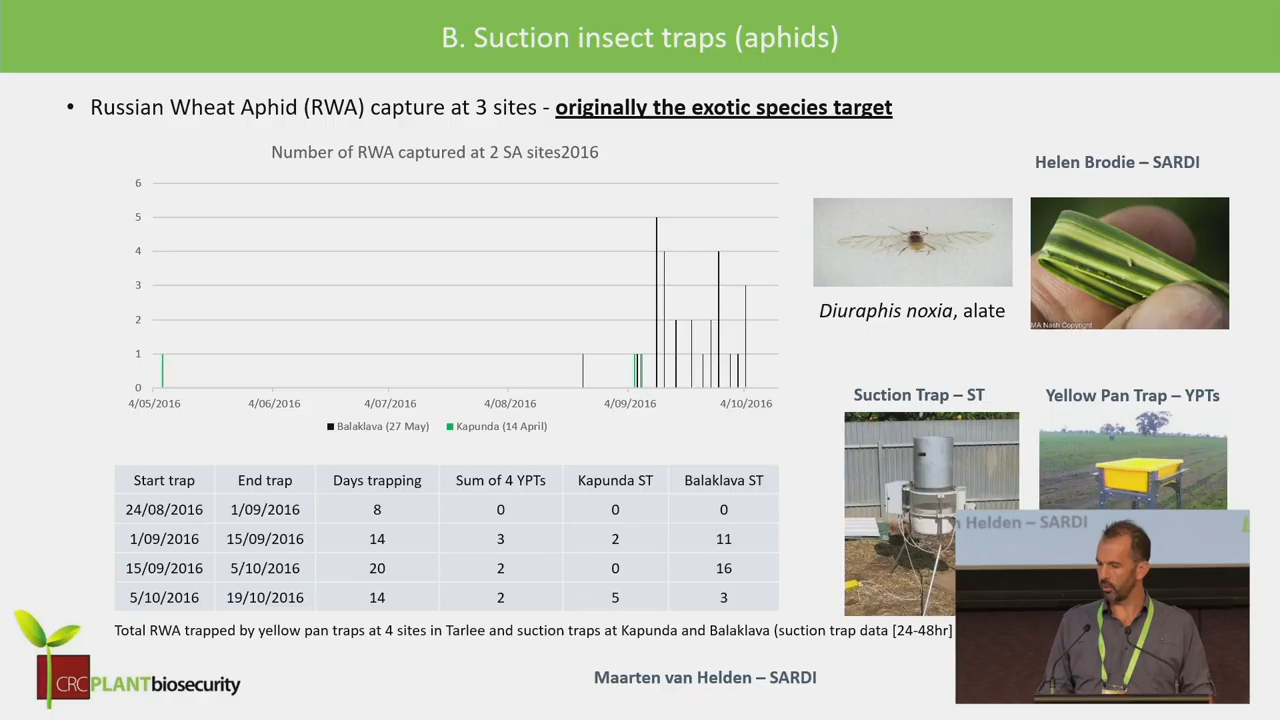 B. Suction insect traps (aphids)
• Russian Wheat Aphid (RWA) capture at 3 sites - originally the exotic species target
Number of RWA captured at 2 SA sites2016
6
5
4
3
2
1
0
4/05/2016 4/06/2016 4/07/2016 4/08/2016 4/09/2016 4/10/2016
Balaklava (27 May) Kapunda (14 April)
Helen Brodie – SARDI
MA Nash Copyright
Diuraphis noxia, alate
Suction Trap – ST
Yellow Pan Trap – YPTs
Start trap End trap Days trapping Sum of 4 YPTs Kapunda ST Balaklava ST
24/08/2016 1/09/2016 8 0 0 0
1/09/2016 15/09/2016 14 3 2 11
15/09/2016 5/10/2016 20 2 0 16
5/10/2016 19/10/2016 14 2 5 3
Total RWA trapped by yellow pan traps at 4 sites in Tarlee and suction traps at Kapunda and Balaklava (suction trap data [24-48hr]
n Helden – SARDI
CRCPLANTbiosecurity
Maarten van Helden – SARDI